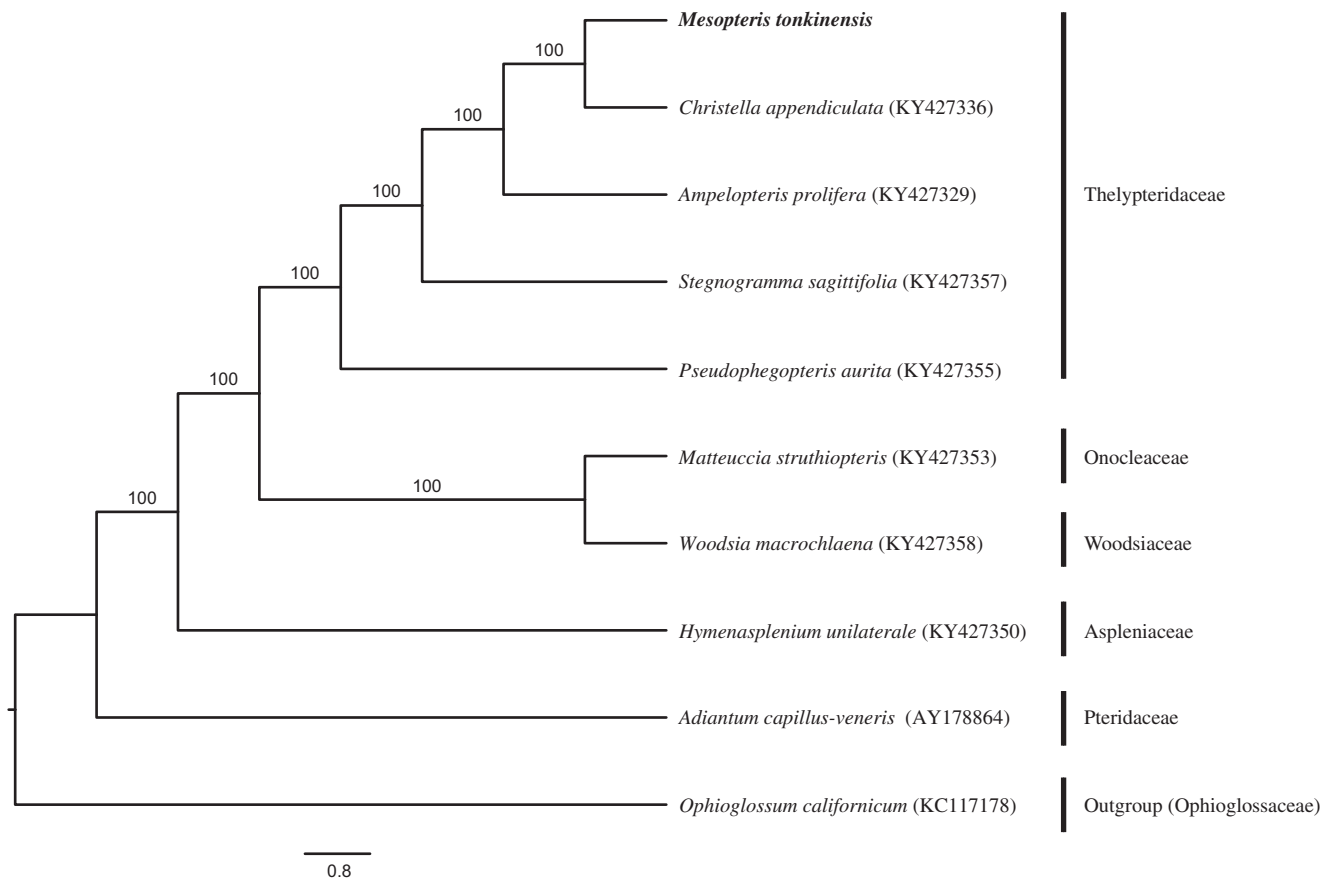 Mesopteris tonkinensis
100
Christella appendiculata (KY427336)
100
Ampelopteris prolifera (KY427329)
Thelypteridaceae
100
Stegnogramma sagittifolia (KY427357)
100
Pseudophegopteris aurita (KY427355)
100
Matteuccia struthiopteris (KY427353)
Onocleaceae
100
100
Woodsia macrochlaena (KY427358)
Woodsiaceae
Hymenasplenium unilaterale (KY427350)
Aspleniaceae
Adiantum capillus-veneris (AY178864)
Pteridaceae
Ophioglossum californicum (KC117178)
Outgroup (Ophioglossaceae)
0.8